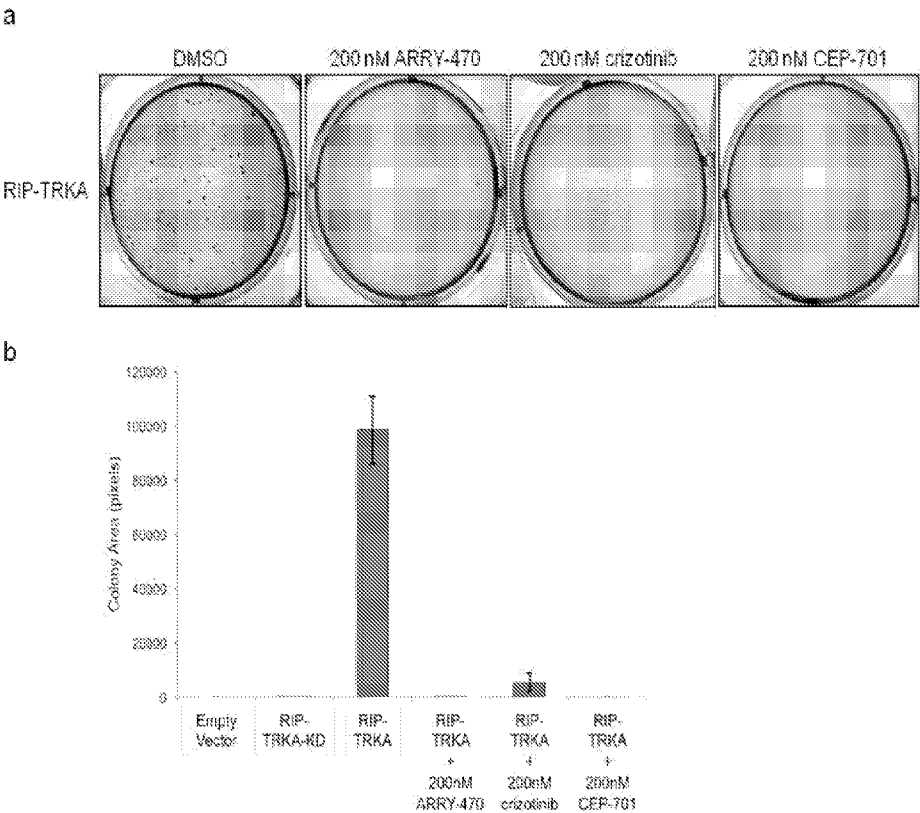 a
DMSO
200 nM ARRY-470
200 nM crizotinib
200 nM CEP-701
RIP-TRKA
b
Colony Area (pixels)
120000
100000
80000
60000
40000
20000
0
Empty
Vector
RIP-
TRKA-KD
RIP-
TRKA
RIP-
TRKA
+
200nM
ARRY-470
RIP-
TRKA
+
200nM
crizotinib
RIP-
TRKA
+
200nM
CEP-701